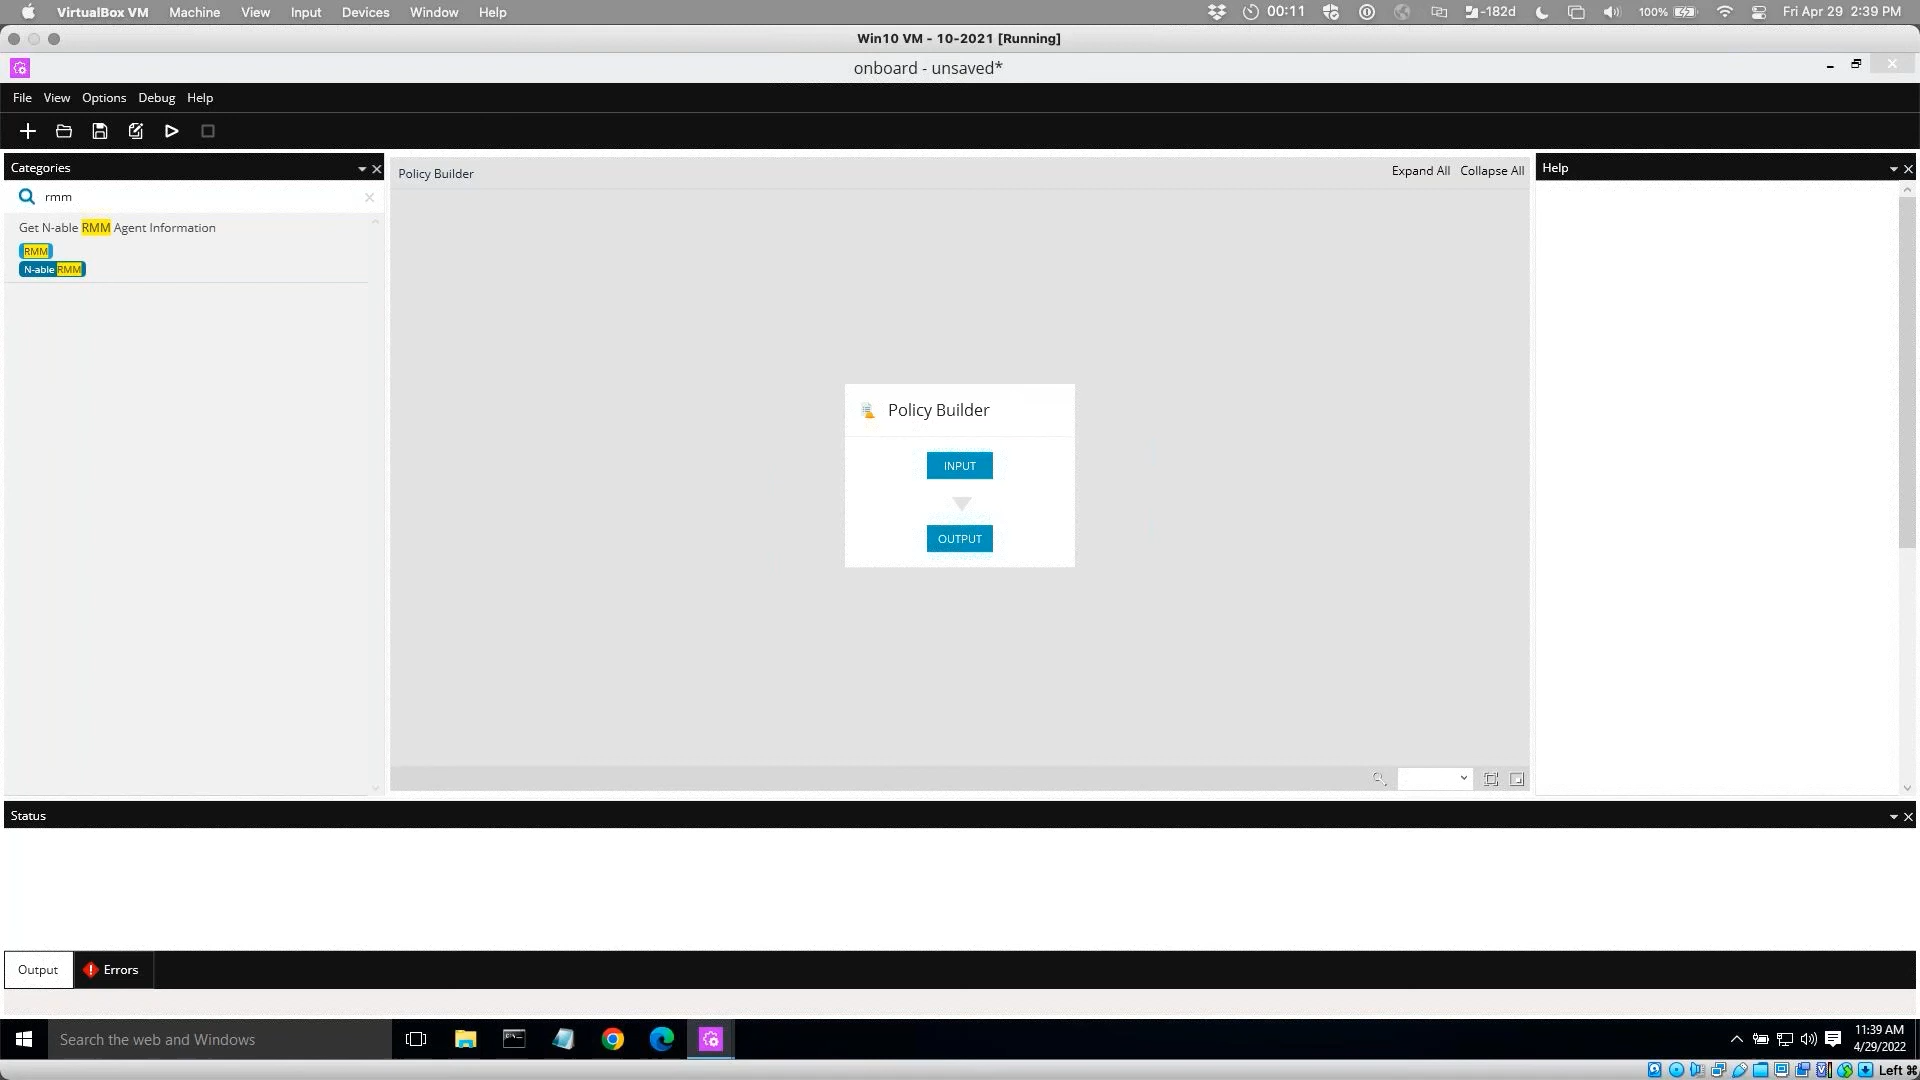 VirtualBox VM Machine View Input Devices Window Help 00:11 -182d 100% Fri Apr 29 2:39 PM
Win10 VM - 10-2021 [Running]
onboard - unsaved*
File View Options Debug Help
Categories
rmm
Get N-able RMM Agent Information
RMM
N-able RMM
Policy Builder
Expand All Collapse All
Policy Builder
INPUT
OUTPUT
Help
Status
Output Errors
Search the web and Windows
11:39 AM
4/29/2022
Left ⌘